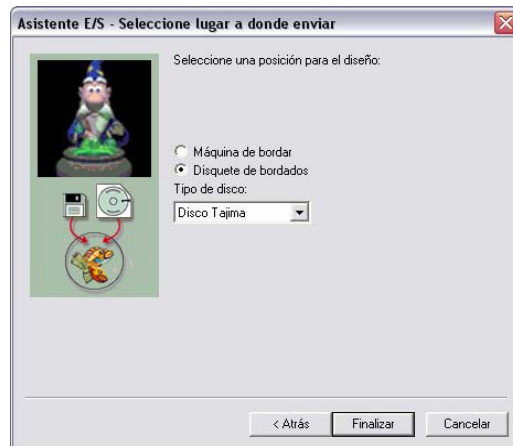 Asistente E/S - Seleccione lugar a donde enviar
Seleccione una posición para el diseño:
Máquina de bordar
Disquete de bordados
Tipo de disco:
Disco Tajima
< Atrás
Finalizar
Cancelar